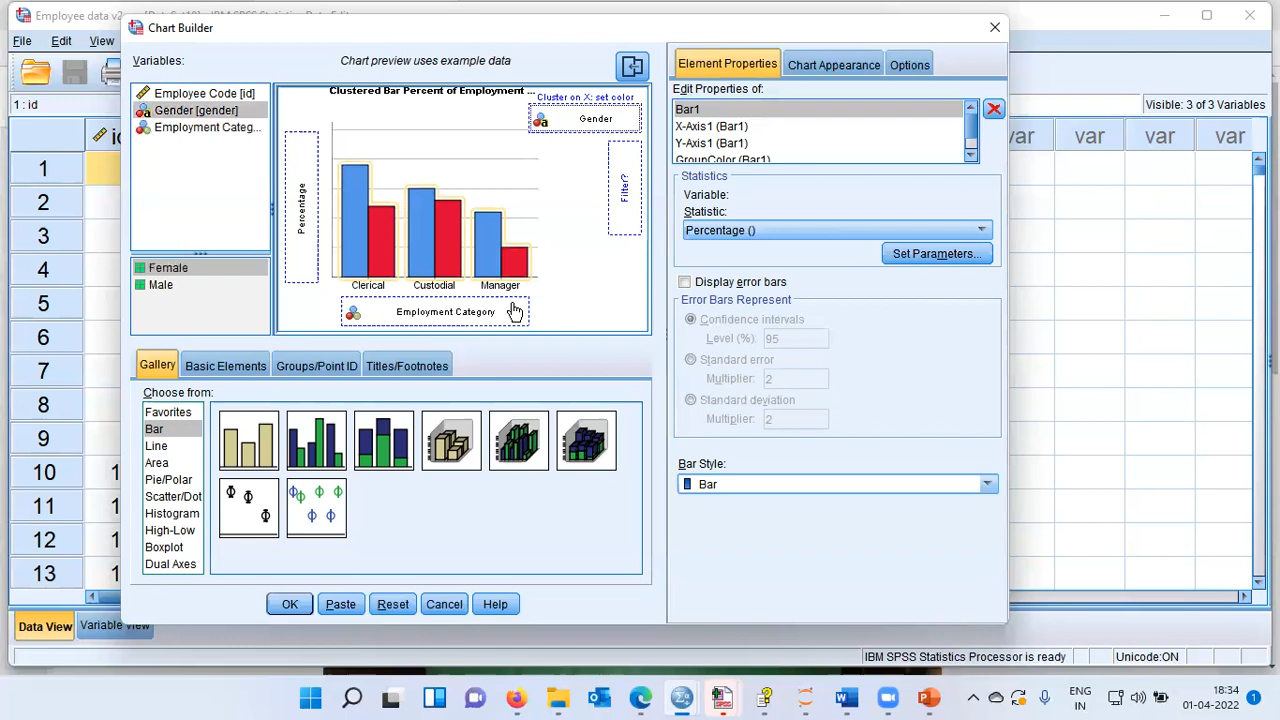 Employee data v2
Chart Builder
File Edit View
Variables:
Chart preview uses example data
Employee Code [id]
Gender [gender]
Employment Categ...
Clustered Bar Percent of Employment ...
Cluster on X: set color
Gender
Percentage
Filter?
Clerical Custodial Manager
Employment Category
Female
Male
Gallery Basic Elements Groups/Point ID Titles/Footnotes
Choose from:
Favorites
Bar
Line
Area
Pie/Polar
Scatter/Dot
Histogram
High-Low
Boxplot
Dual Axes
OK Paste Reset Cancel Help
Element Properties Chart Appearance Options
Edit Properties of:
Bar1
X-Axis1 (Bar1)
Y-Axis1 (Bar1)
GroupColor (Bar1)
Statistics
Variable:
Statistic:
Percentage ()
Set Parameters...
Display error bars
Error Bars Represent
Confidence intervals
Level (%): 95
Standard error
Multiplier: 2
Standard deviation
Multiplier: 2
Bar Style:
Bar
1 : id
Visible: 3 of 3 Variables
var var var
1
2
3
4
5
6
7
8
9
10 1
11 1
12 1
13 1
Data View Variable View
IBM SPSS Statistics Processor is ready Unicode:ON
ENG
IN
18:34
01-04-2022
1